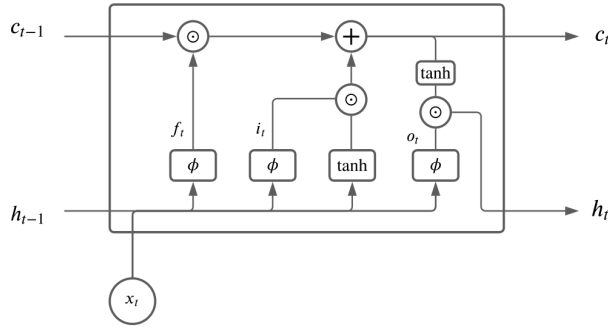 c_{t−1} ⊙ + c_t
tanh
⊙ ⊙
f_t i_t o_t
ϕ ϕ tanh ϕ
h_{t−1} h_t
x_t